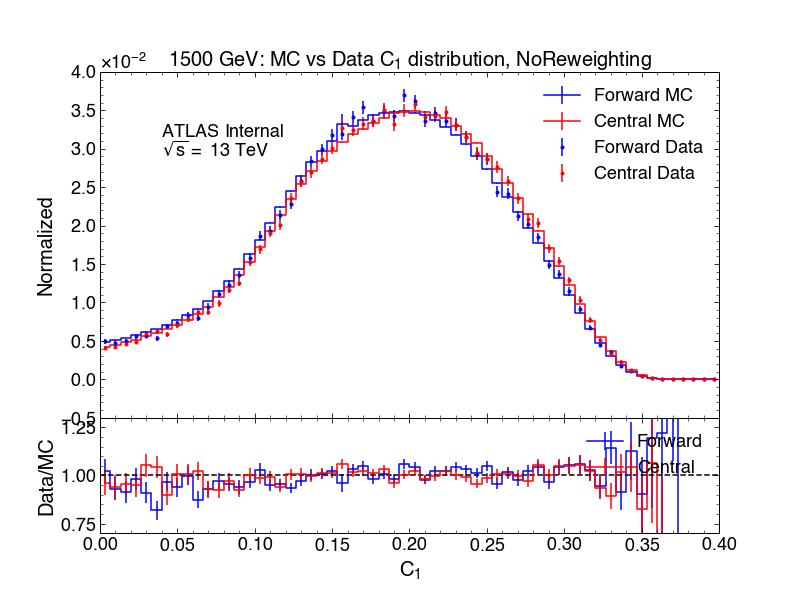 ×10⁻²
1500 GeV: MC vs Data C₁ distribution, NoReweighting
4.0
3.5
3.0
2.5
2.0
1.5
1.0
0.5
0.0
-0.5
Normalized
ATLAS Internal
√s = 13 TeV
Forward MC
Central MC
Forward Data
Central Data
1.25
1.00
0.75
Data/MC
Forward
Central
0.00 0.05 0.10 0.15 0.20 0.25 0.30 0.35 0.40
C₁